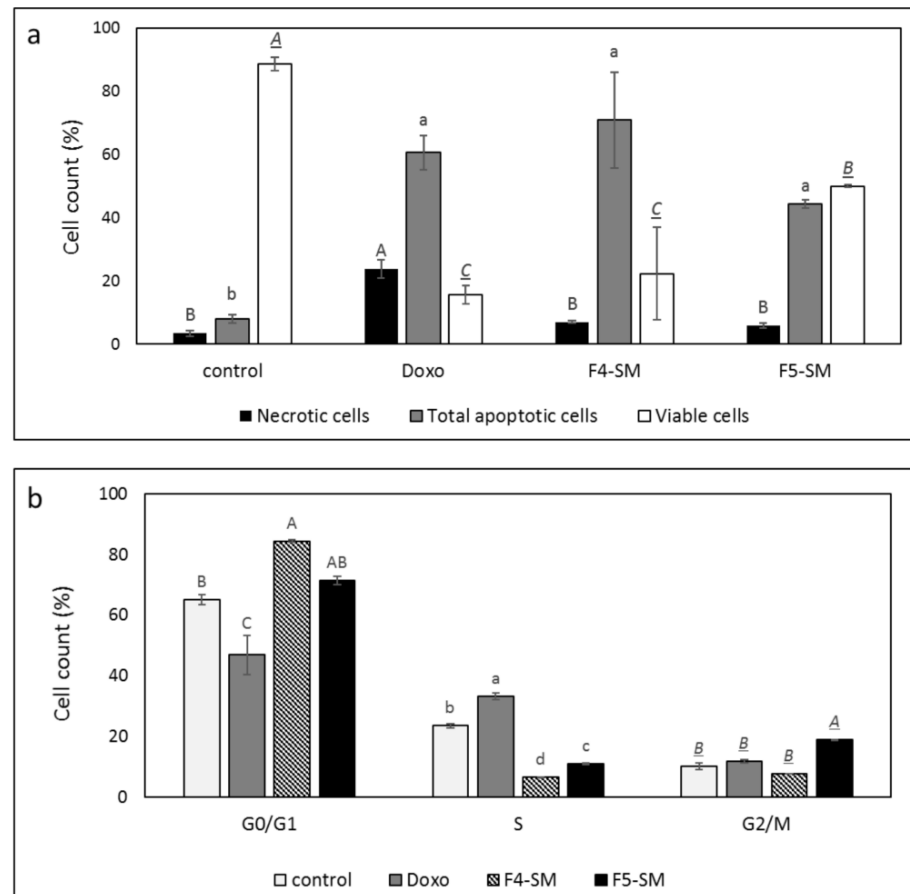 a
100
80
60
40
20
0
Cell count (%)
B b A
A a C
B a C
B a B
control Doxo F4-SM F5-SM
Necrotic cells Total apoptotic cells Viable cells
b
100
80
60
40
20
0
Cell count (%)
B C A AB
b a d c
B B B A
G0/G1 S G2/M
control Doxo F4-SM F5-SM